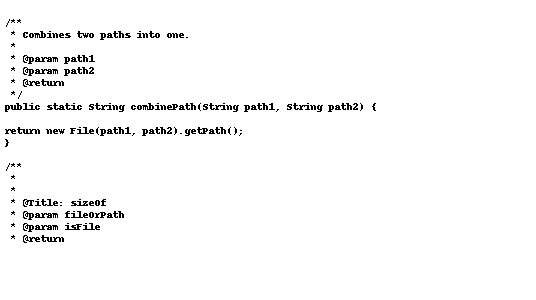 /**
 * Combines two paths into one.
 *
 * @param path1
 * @param path2
 * @return
 */
public static String combinePath(String path1, String path2) {
return new File(path1, path2).getPath();
}
/**
 *
 *
 * @Title: sizeOf
 * @param fileOrPath
 * @param isFile
 * @return